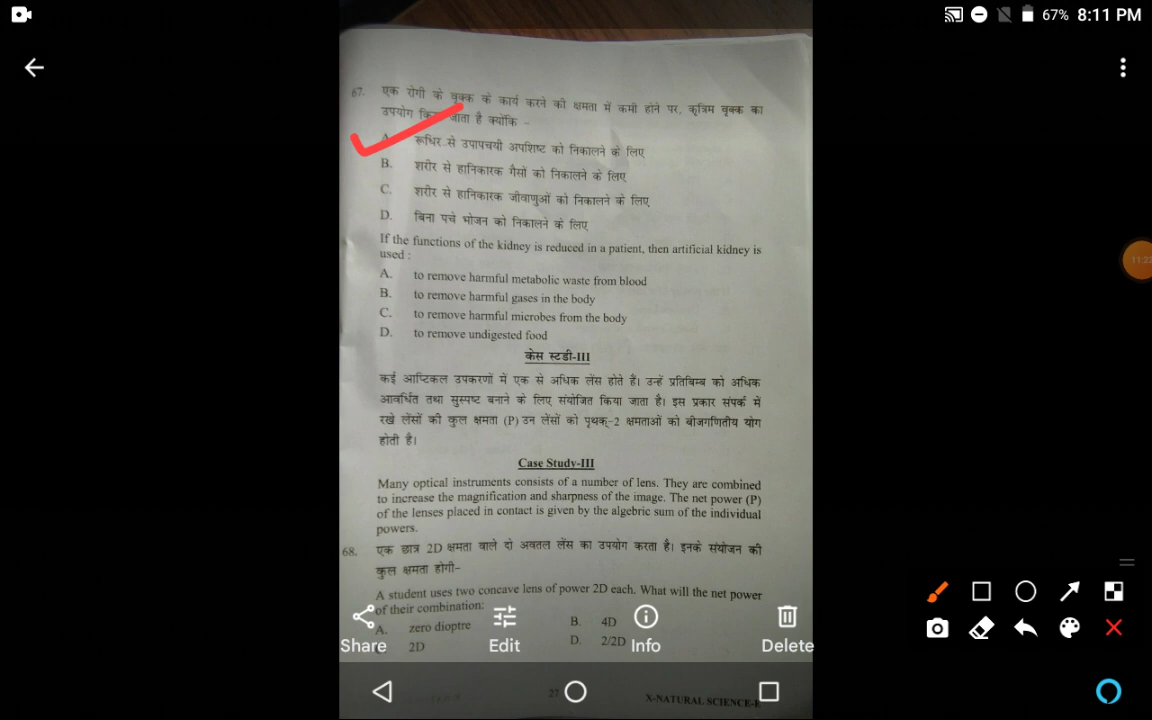 67% 8:11 PM
67. एक रोगी के वृक्क के कार्य करने की क्षमता में कमी होने पर, कृत्रिम वृक्क का
उपयोग जाता है क्योंकि –
A. रूधिर से उपापचयी अपशिष्ट को निकालने के लिए
B. शरीर से हानिकारक गैसों को निकालने के लिए
C. शरीर से हानिकारक जीवाणुओं को निकालने के लिए
D. बिना पचे भोजन को निकालने के लिए
If the functions of the kidney is reduced in a patient, then artificial kidney is
used :
A. to remove harmful metabolic waste from blood
B. to remove harmful gases in the body
C. to remove harmful microbes from the body
D. to remove undigested food
केस स्टडी-III
कई आप्टिकल उपकरणों में एक से अधिक लेंस होते हैं। उन्हें प्रतिबिम्ब को अधिक
आवर्धित तथा सुस्पष्ट बनाने के लिए संयोजित किया जाता है। इस प्रकार संपर्क में
रखे लेंसों की कुल क्षमता (P) उन लेंसों को पृथक्-2 क्षमताओं को बीजगणितीय योग
होती है।
Case Study-III
Many optical instruments consists of a number of lens. They are combined
to increase the magnification and sharpness of the image. The net power (P)
of the lenses placed in contact is given by the algebric sum of the individual
powers.
68. एक छात्र 2D क्षमता वाले दो अवतल लेंस का उपयोग करता है। इनके संयोजन की
कुल क्षमता होगी-
A student uses two concave lens of power 2D each. What will the net power
of their combination:
A. zero dioptre B. 4D
2D D. 2/2D
Share Edit Info Delete
27 X-NATURAL SCIENCE-E
11:22